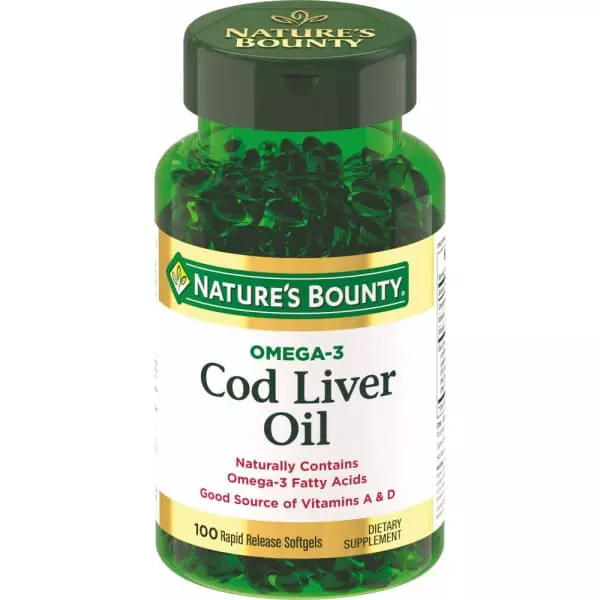 NATURE'S
BOUNTY
NATURE'S BOUNTY®
OMEGA-3
Cod Liver
Oil
Naturally Contains
Omega-3 Fatty Acids
Good Source of Vitamins A & D
100 Rapid Release Softgels
DIETARY
SUPPLEMENT